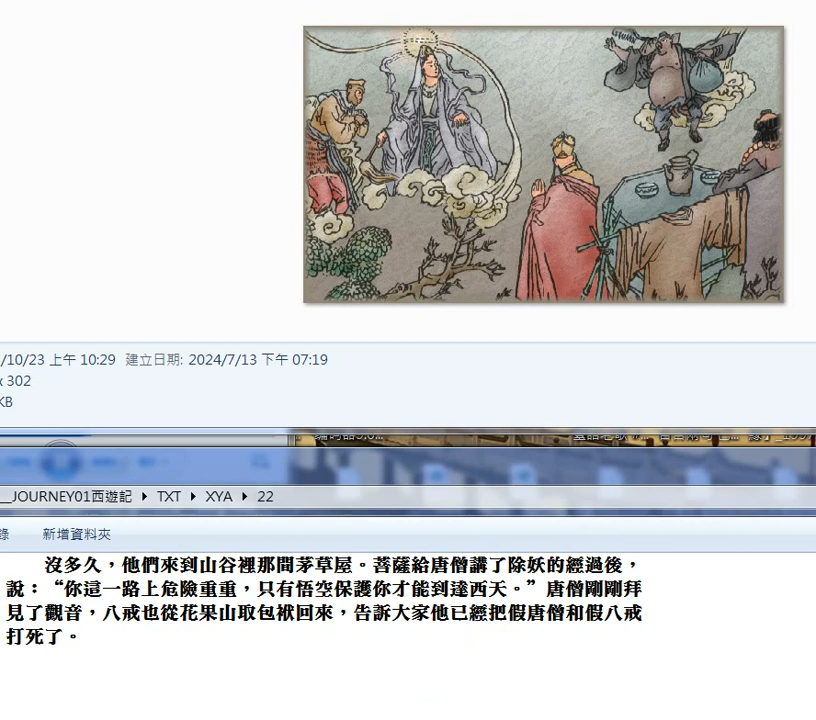 /10/23 上午 10:29 建立日期: 2024/7/13 下午 07:19
x 302
KB
__JOURNEY01西遊記 ▸ TXT ▸ XYA ▸ 22
錄 新增資料夾
沒多久，他們來到山谷裡那間茅草屋。菩薩給唐僧講了除妖的經過後，
說：“你這一路上危險重重，只有悟空保護你才能到達西天。”唐僧剛剛拜
見了觀音，八戒也從花果山取包袱回來，告訴大家他已經把假唐僧和假八戒
打死了。